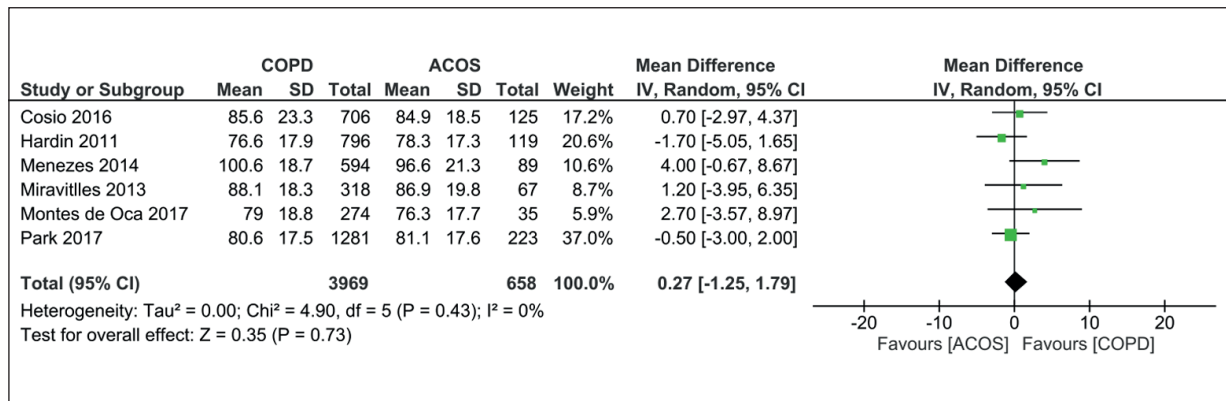 COPD ACOS Mean Difference Mean Difference
Study or Subgroup Mean SD Total Mean SD Total Weight IV, Random, 95% CI IV, Random, 95% CI
Cosio 2016 85.6 23.3 706 84.9 18.5 125 17.2% 0.70 [-2.97, 4.37]
Hardin 2011 76.6 17.9 796 78.3 17.3 119 20.6% -1.70 [-5.05, 1.65]
Menezes 2014 100.6 18.7 594 96.6 21.3 89 10.6% 4.00 [-0.67, 8.67]
Miravitlles 2013 88.1 18.3 318 86.9 19.8 67 8.7% 1.20 [-3.95, 6.35]
Montes de Oca 2017 79 18.8 274 76.3 17.7 35 5.9% 2.70 [-3.57, 8.97]
Park 2017 80.6 17.5 1281 81.1 17.6 223 37.0% -0.50 [-3.00, 2.00]
Total (95% CI) 3969 658 100.0% 0.27 [-1.25, 1.79]
Heterogeneity: Tau² = 0.00; Chi² = 4.90, df = 5 (P = 0.43); I² = 0%
Test for overall effect: Z = 0.35 (P = 0.73)
-20 -10 0 10 20
Favours [ACOS] Favours [COPD]